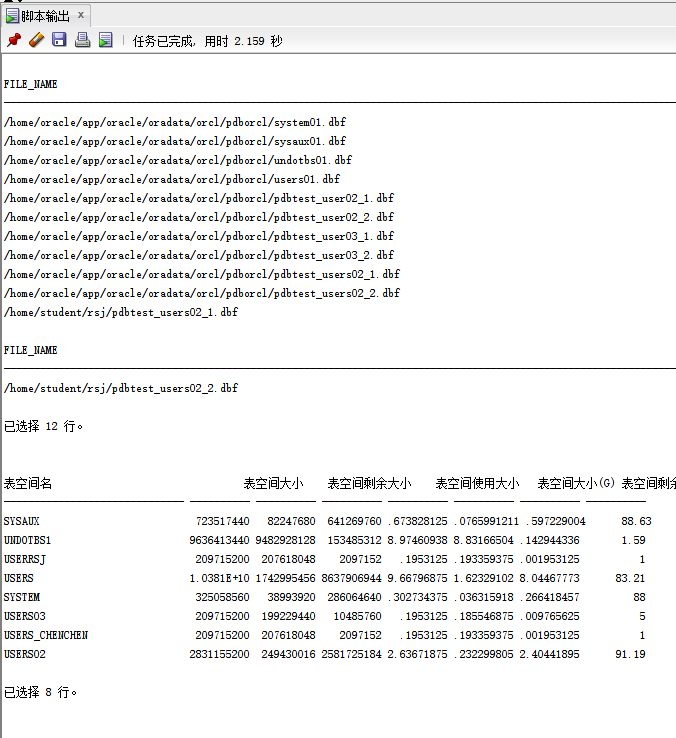 脚本输出 x
任务已完成, 用时 2.159 秒
FILE_NAME
/home/oracle/app/oracle/oradata/orcl/pdborcl/system01.dbf
/home/oracle/app/oracle/oradata/orcl/pdborcl/sysaux01.dbf
/home/oracle/app/oracle/oradata/orcl/pdborcl/undotbs01.dbf
/home/oracle/app/oracle/oradata/orcl/pdborcl/users01.dbf
/home/oracle/app/oracle/oradata/orcl/pdborcl/pdbtest_user02_1.dbf
/home/oracle/app/oracle/oradata/orcl/pdborcl/pdbtest_user02_2.dbf
/home/oracle/app/oracle/oradata/orcl/pdborcl/pdbtest_user03_1.dbf
/home/oracle/app/oracle/oradata/orcl/pdborcl/pdbtest_user03_2.dbf
/home/oracle/app/oracle/oradata/orcl/pdborcl/pdbtest_users02_1.dbf
/home/oracle/app/oracle/oradata/orcl/pdborcl/pdbtest_users02_2.dbf
/home/student/rsj/pdbtest_users02_1.dbf
FILE_NAME
/home/student/rsj/pdbtest_users02_2.dbf
已选择 12 行。
表空间名 表空间大小 表空间剩余大小 表空间使用大小 表空间大小(G) 表空间剩余
SYSAUX 723517440 82247680 641269760 .673828125 .0765991211 .597229004 88.63
UNDOTBS1 9636413440 9482928128 153485312 8.97460938 8.83166504 .142944336 1.59
USERRSJ 209715200 207618048 2097152 .1953125 .193359375 .001953125 1
USERS 1.0381E+10 1742995456 8637906944 9.66796875 1.62329102 8.04467773 83.21
SYSTEM 325058560 38993920 286064640 .302734375 .036315918 .266418457 88
USERS03 209715200 199229440 10485760 .1953125 .185546875 .009765625 5
USERS_CHENCHEN 209715200 207618048 2097152 .1953125 .193359375 .001953125 1
USERS02 2831155200 249430016 2581725184 2.63671875 .232299805 2.40441895 91.19
已选择 8 行。